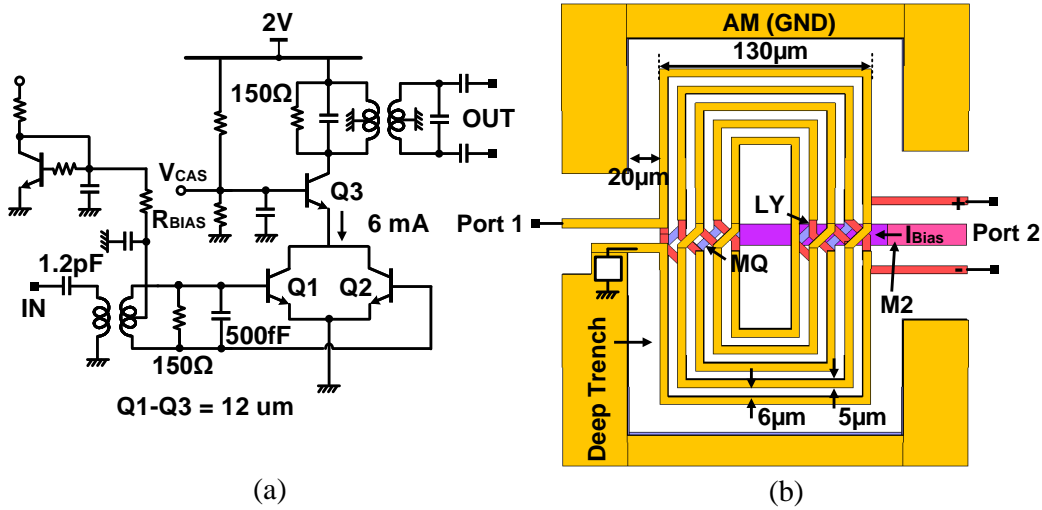 2V
150Ω
OUT
VCAS
Q3
RBIAS
6 mA
1.2pF
IN
Q1
Q2
500fF
150Ω
Q1-Q3 = 12 um
(a)
AM (GND)
130µm
20µm
LY
Port 1
+
IBias
Port 2
MQ
-
M2
Deep Trench
6µm
5µm
(b)